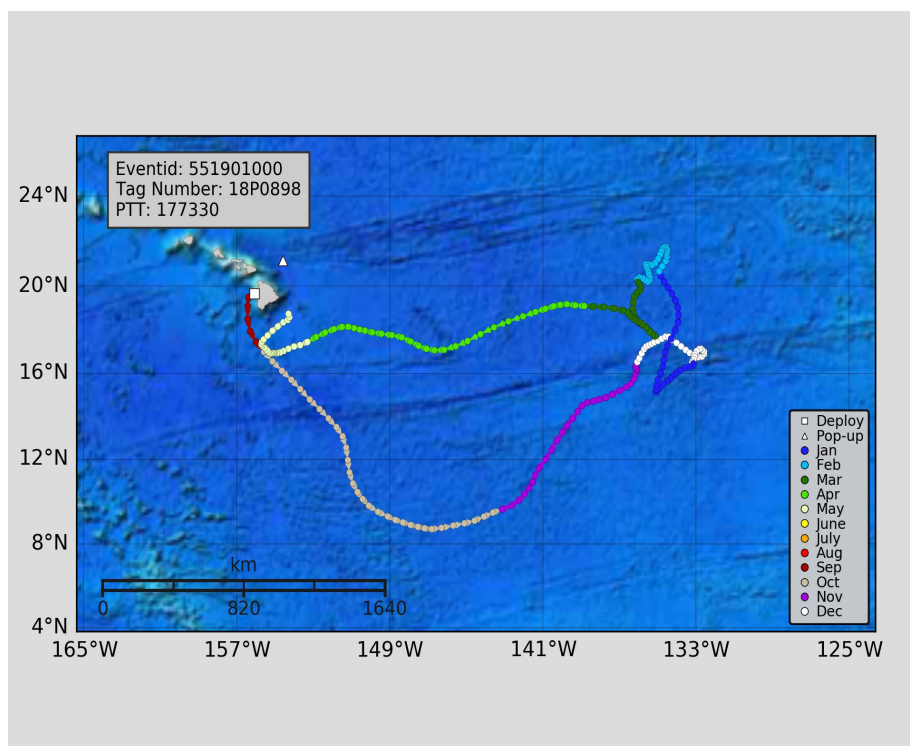 Eventid: 551901000
Tag Number: 18P0898
PTT: 177330
24°N
20°N
16°N
12°N
8°N
4°N
165°W
157°W
149°W
141°W
133°W
125°W
km
0
820
1640
Deploy
Pop-up
Jan
Feb
Mar
Apr
May
June
July
Aug
Sep
Oct
Nov
Dec